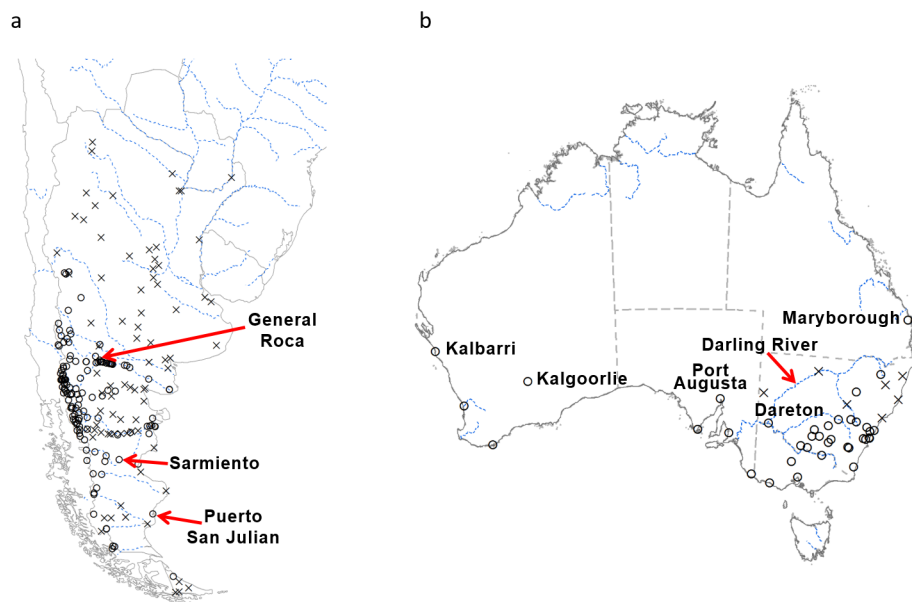 a
b
General
Roca
Sarmiento
Puerto
San Julian
Maryborough
Darling River
Kalbarri
Port
Augusta
Kalgoorlie
Dareton